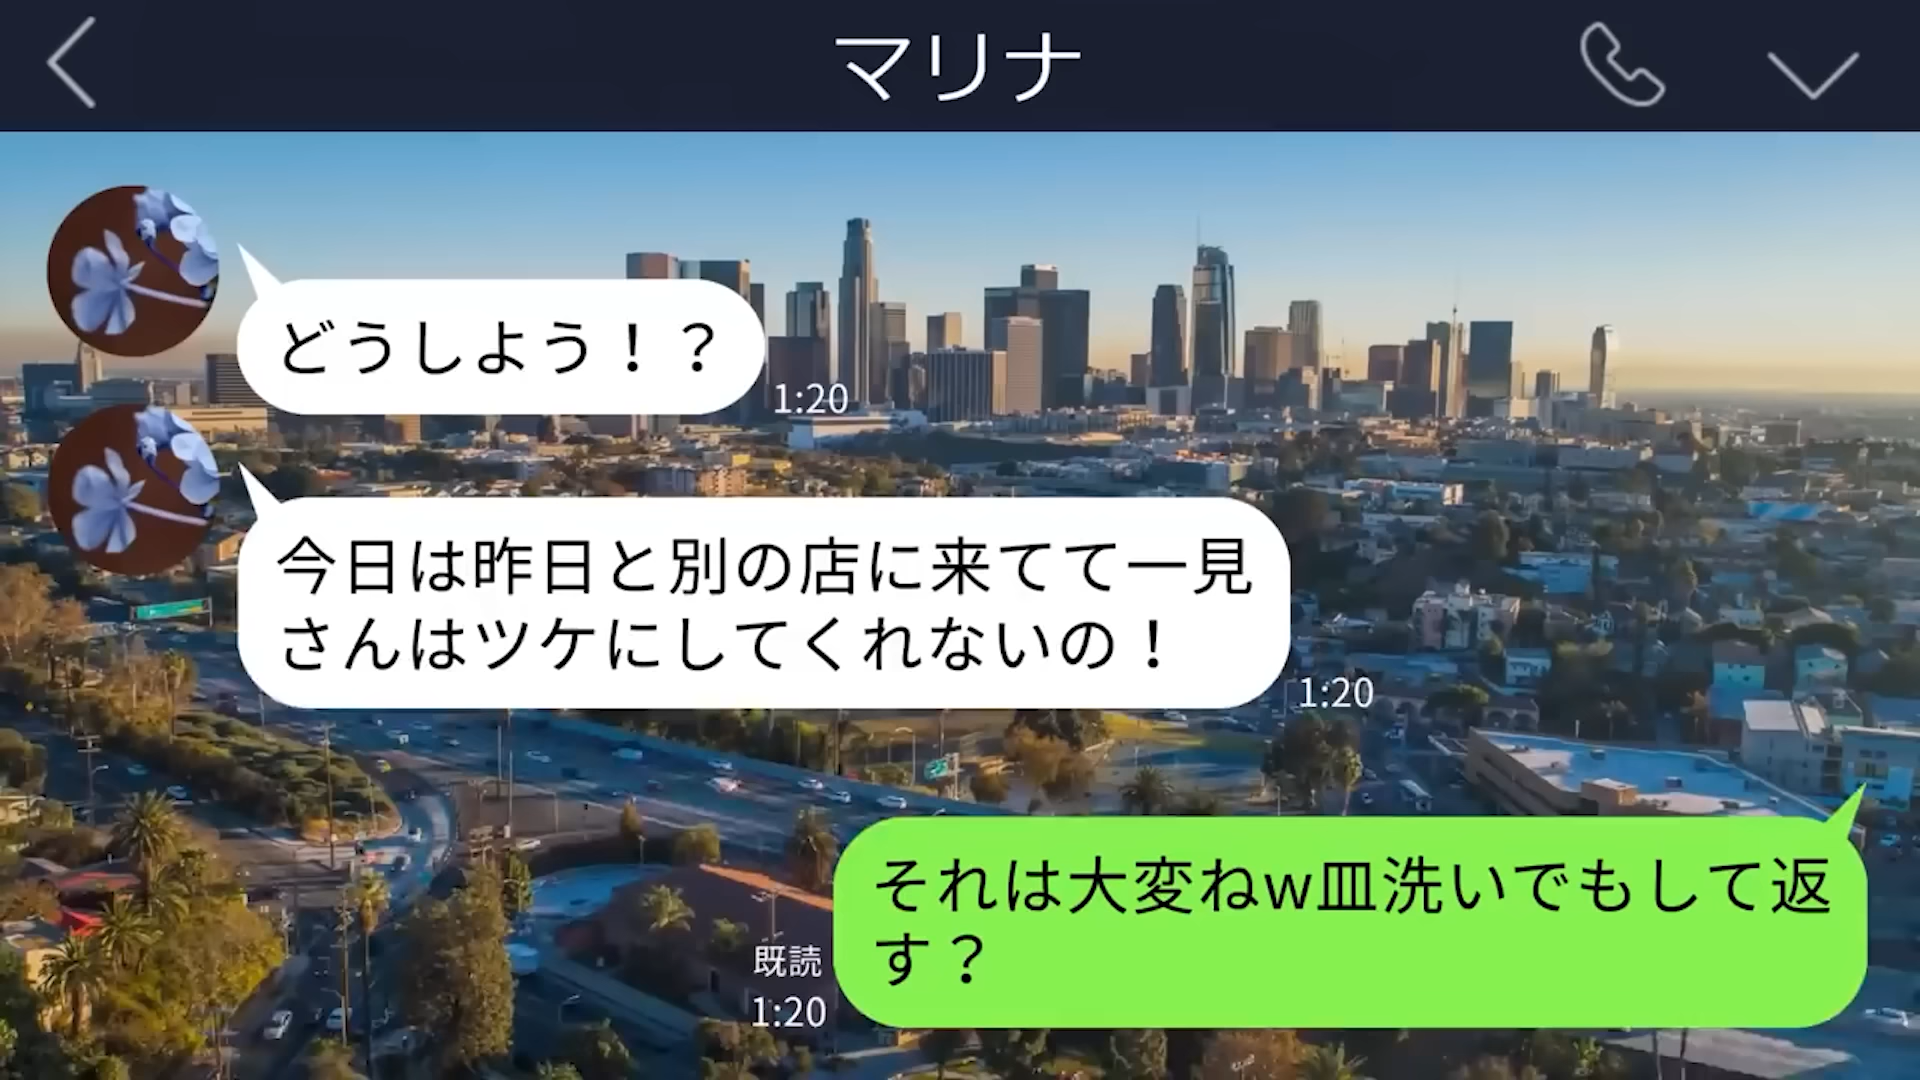 マリナ
どうしよう！？
1:20
今日は昨日と別の店に来てて一見
さんはツケにしてくれないの！
1:20
それは大変ねw皿洗いでもして返
す？
既読
1:20